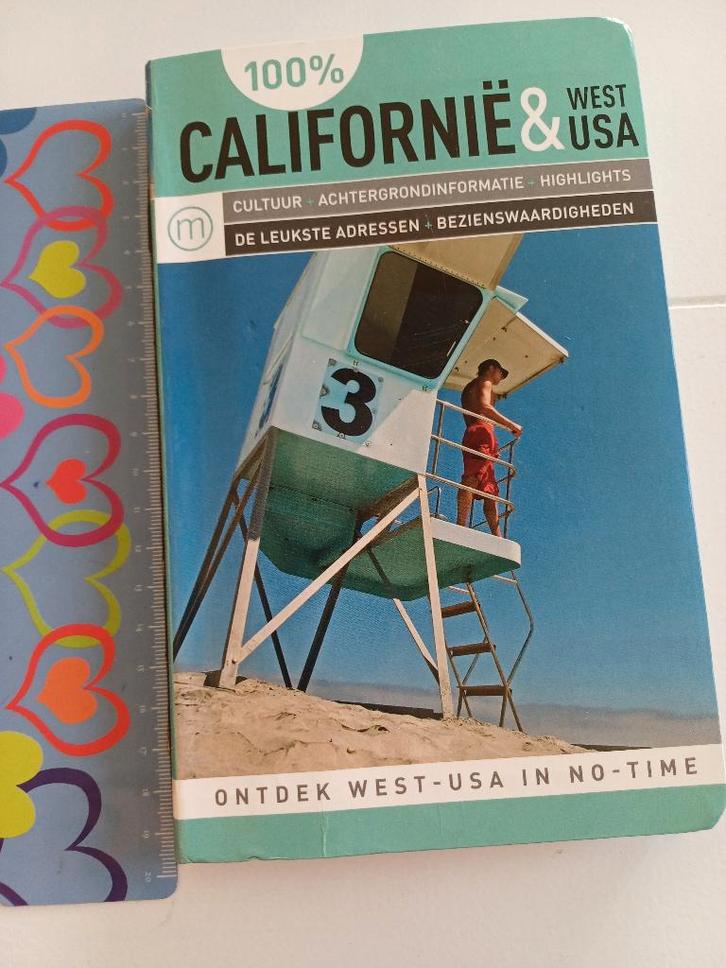 100%
CALIFORNIË & WEST USA
m
CULTUUR + ACHTERGRONDINFORMATIE + HIGHLIGHTS
DE LEUKSTE ADRESSEN + BEZIENSWAARDIGHEDEN
3
ONTDEK WEST-USA IN NO-TIME